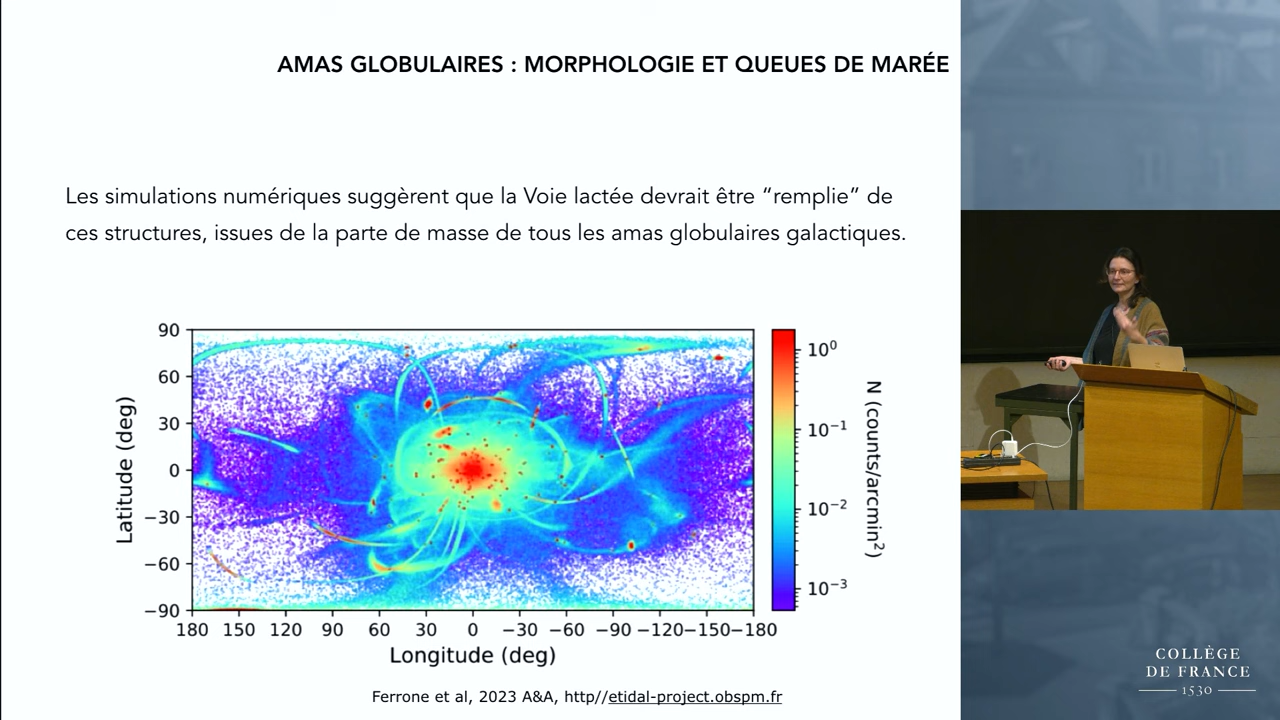 AMAS GLOBULAIRES : MORPHOLOGIE ET QUEUES DE MARÉE
Les simulations numériques suggèrent que la Voie lactée devrait être “remplie” de
ces structures, issues de la parte de masse de tous les amas globulaires galactiques.
90
60
30
0
−30
−60
−90
Latitude (deg)
180 150 120 90 60 30 0 −30 −60 −90 −120−150−180
Longitude (deg)
10⁰
10⁻¹
10⁻²
10⁻³
N (counts/arcmin²)
Ferrone et al, 2023 A&A, http//etidal-project.obspm.fr
COLLÈGE
DE FRANCE
1530